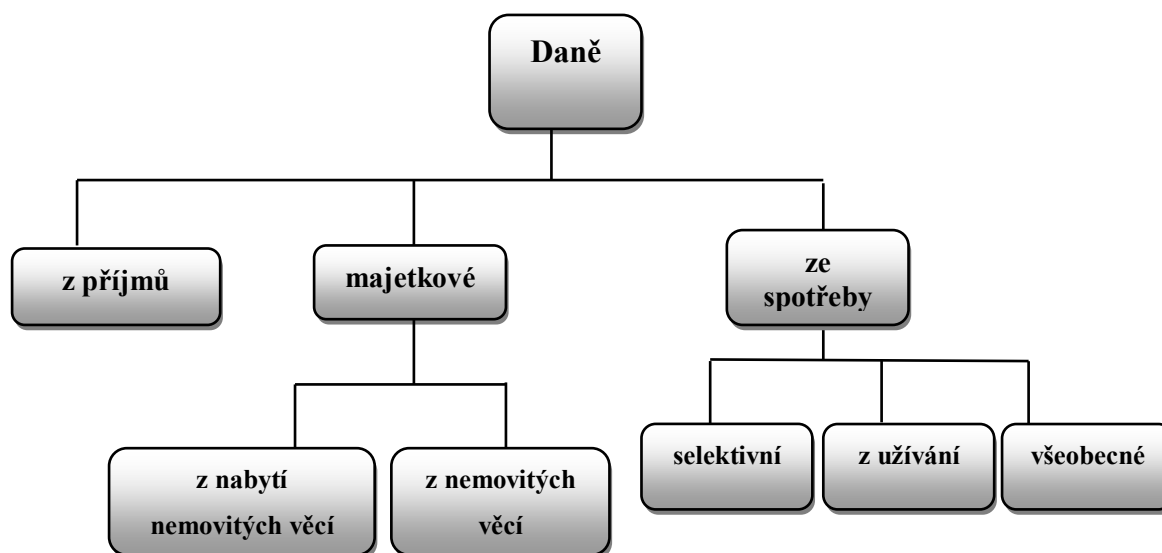 Daně
z příjmů
majetkové
ze
spotřeby
z nabytí
nemovitých věcí
z nemovitých
věcí
selektivní
z užívání
všeobecné